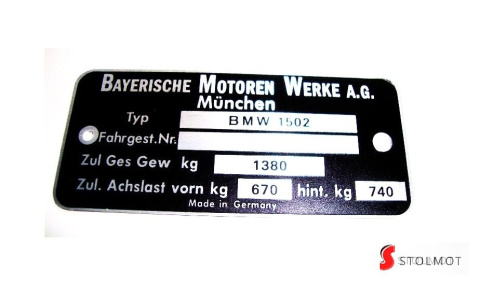 BAYERISCHE MOTOREN WERKE A.G.
München
Typ BMW 1502
Fahrgest.Nr.
Zul Ges Gew kg 1380
Zul. Achslast vorn kg 670 hint. kg 740
Made in Germany
STOLMOT